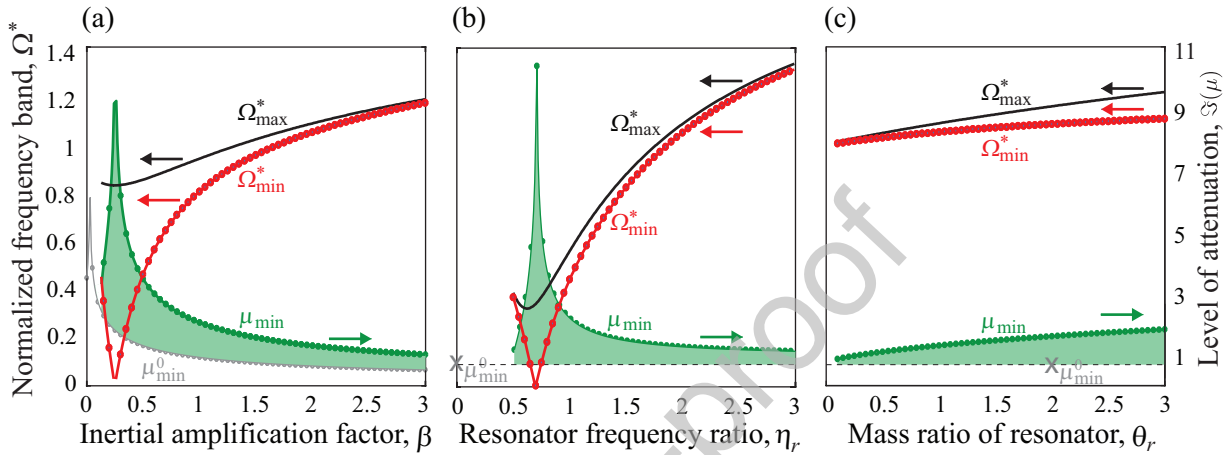 (a) (b) (c)
Normalized frequency band, Ω*
1.4
1.2
1
0.8
0.6
0.4
0.2
0
Ω*max
Ω*min
μmin
μ⁰min
0 0.5 1 1.5 2 2.5 3
Inertial amplification factor, β
Ω*max
Ω*min
μmin
μ⁰min
0 0.5 1 1.5 2 2.5 3
Resonator frequency ratio, ηr
Ω*max
Ω*min
μmin
μ⁰min
0 0.5 1 1.5 2 2.5 3
Mass ratio of resonator, θr
11
9
7
5
3
1
Level of attenuation, ℑ(μ)
proof